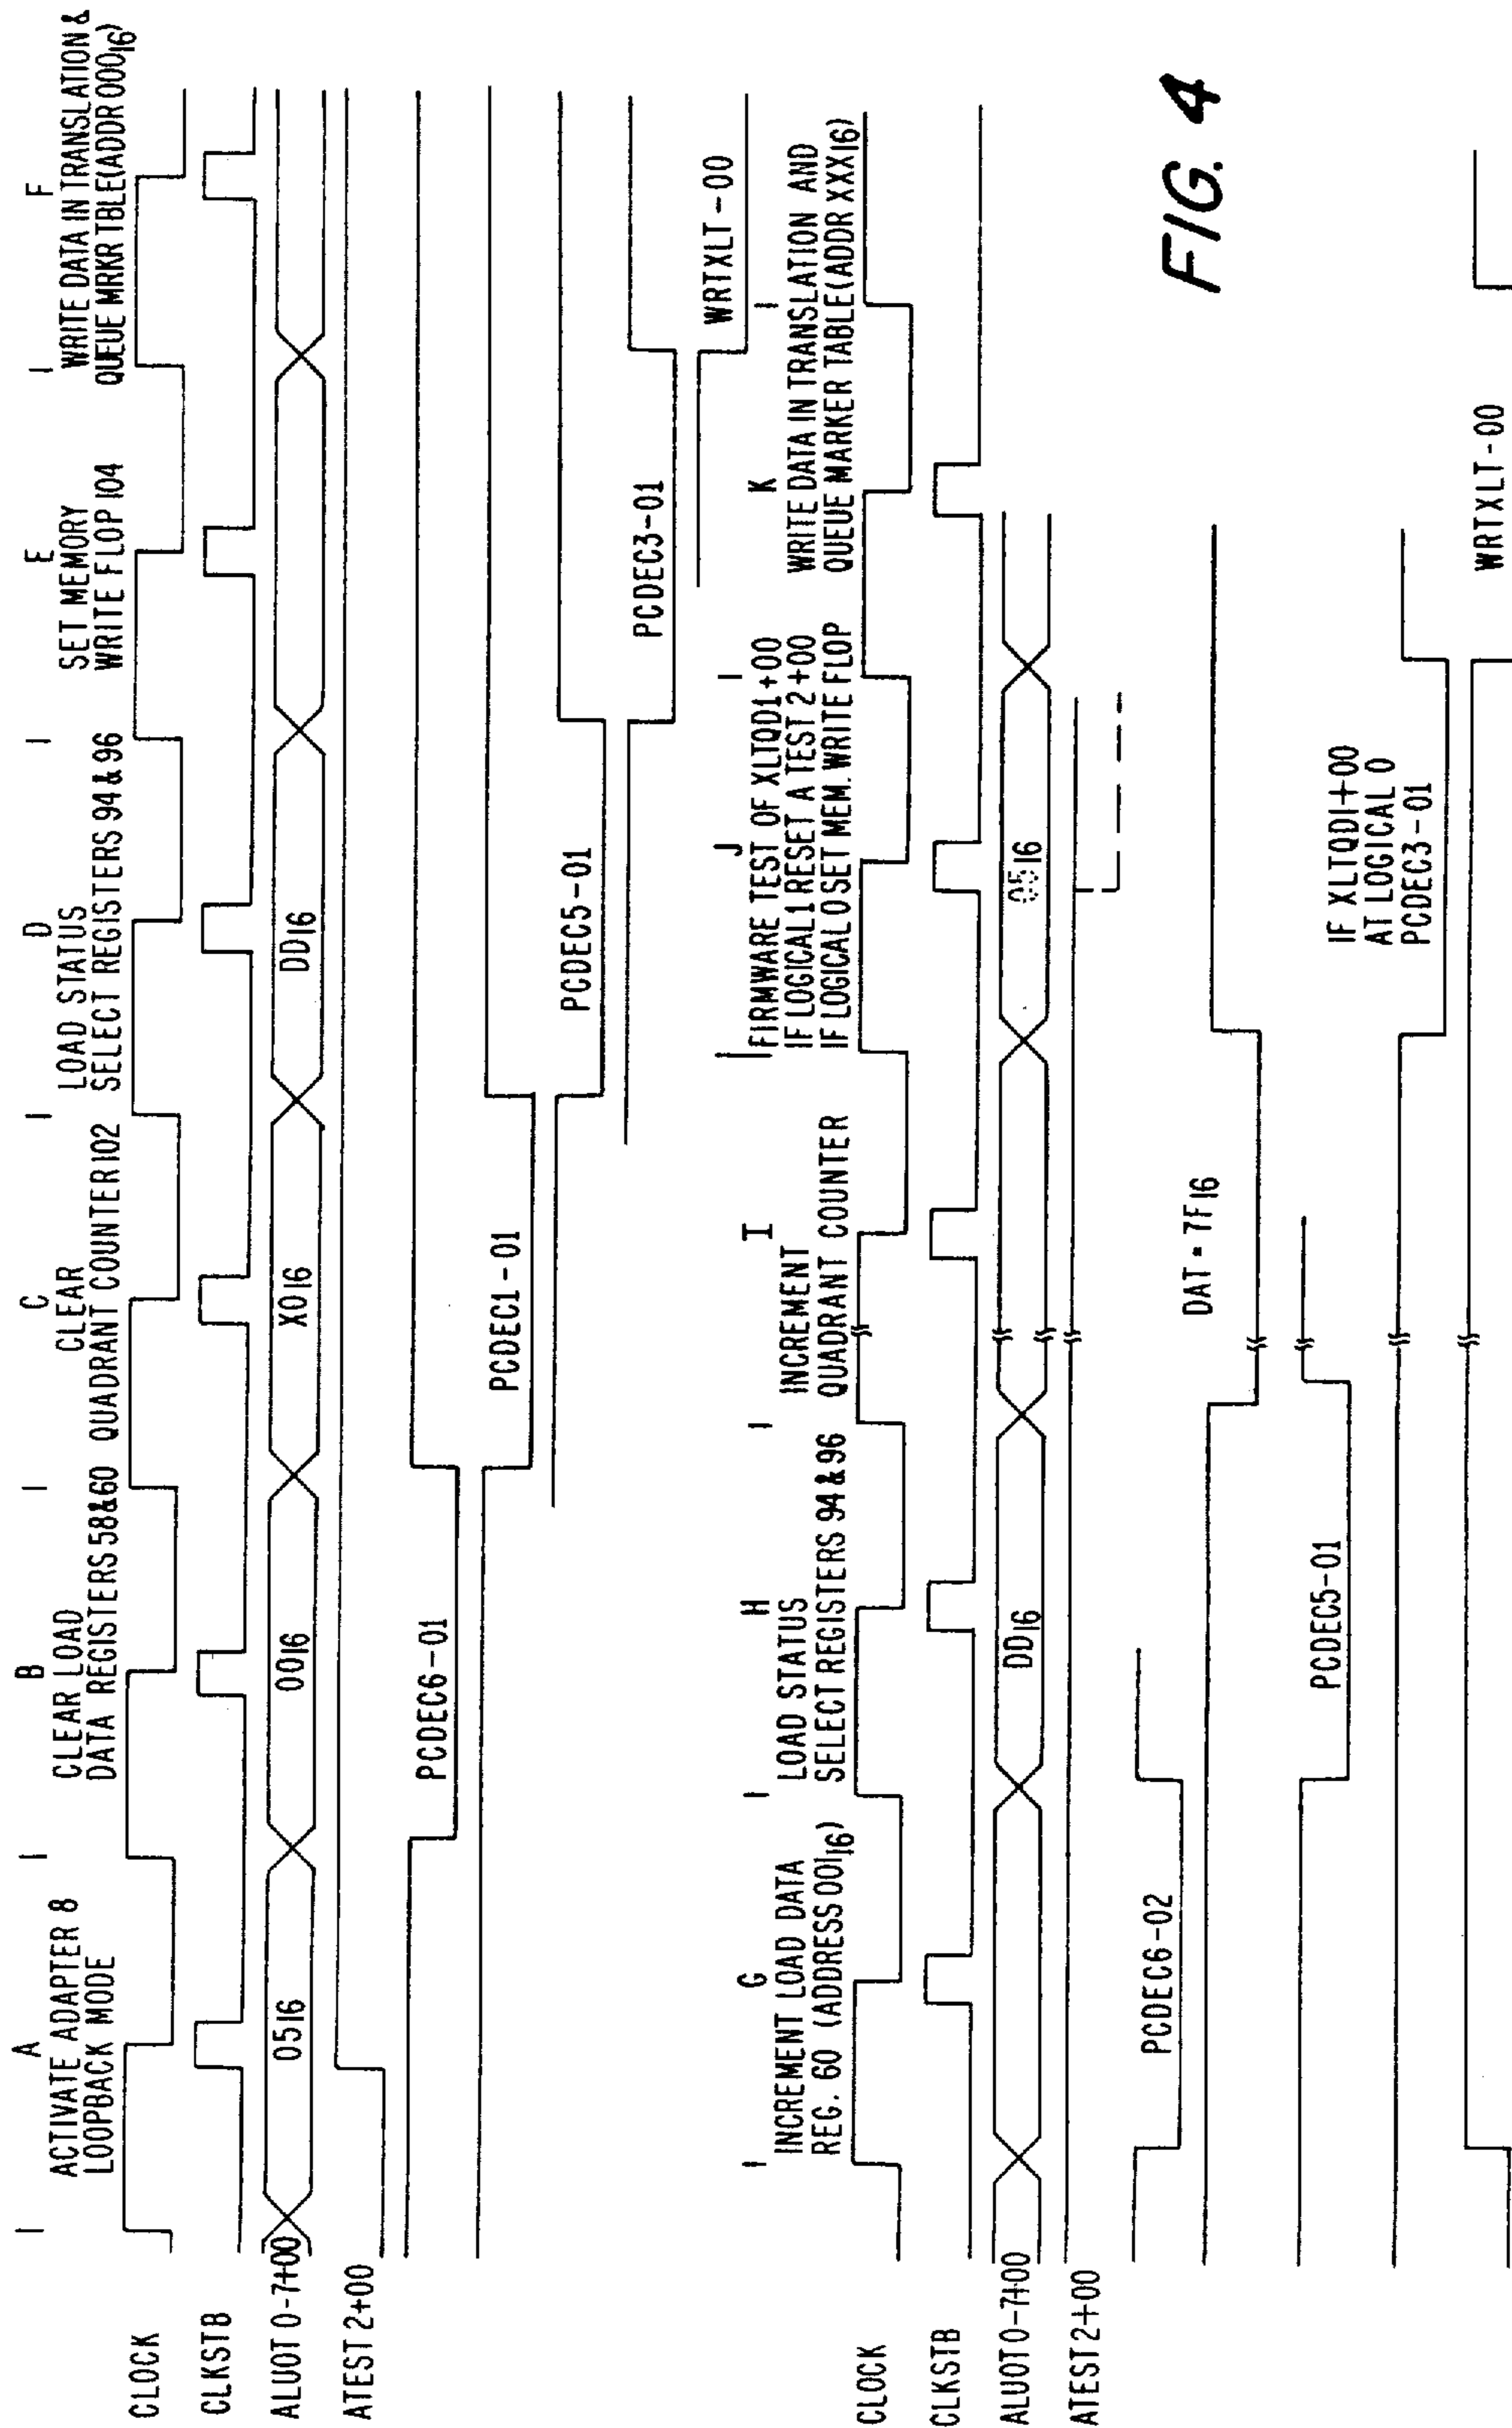 A
ACTIVATE ADAPTER 8
LOOPBACK MODE
B
CLEAR LOAD
DATA REGISTERS 58&60
C
CLEAR
QUADRANT COUNTER 102
D
LOAD STATUS
SELECT REGISTERS 94 & 96
E
SET MEMORY
WRITE FLOP 104
F
WRITE DATA IN TRANSLATION &
QUEUE MRKR TBLE(ADDR 000₁₆)
CLOCK
CLKSTB
ALUOT 0-7+00
05₁₆
00₁₆
X0₁₆
DD₁₆
ATEST 2+00
PCDEC6-01
PCDEC1-01
PCDEC5-01
PCDEC3-01
WRTXLT-00
G
INCREMENT LOAD DATA
REG. 60 (ADDRESS 001₁₆)
H
LOAD STATUS
SELECT REGISTERS 94 & 96
I
INCREMENT
QUADRANT COUNTER
J
FIRMWARE TEST OF XLTQD1+00
IF LOGICAL 1 RESET A TEST 2+00
IF LOGICAL 0 SET MEM. WRITE FLOP
K
WRITE DATA IN TRANSLATION AND
QUEUE MARKER TABLE(ADDR XXX₁₆)
CLOCK
CLKSTB
ALUOT 0-7+00
DD₁₆
05₁₆
ATEST 2+00
PCDEC6-02
DAT = 7F₁₆
PCDEC5-01
IF XLTQD1+00
AT LOGICAL 0
PCDEC3-01
WRTXLT-00
FIG. 4